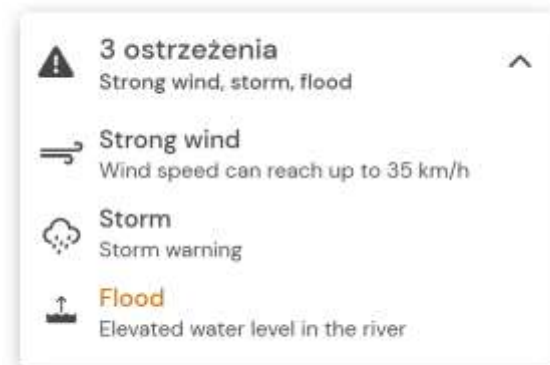 3 ostrzeżenia
Strong wind, storm, flood
Strong wind
Wind speed can reach up to 35 km/h
Storm
Storm warning
Flood
Elevated water level in the river